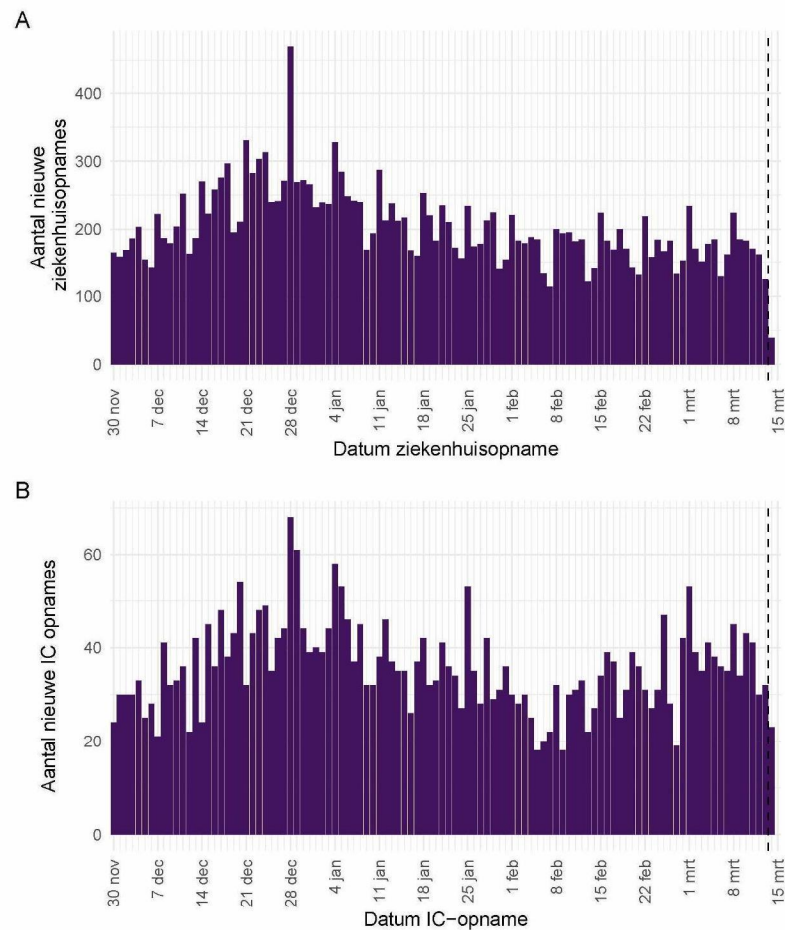 A
Aantal nieuwe
ziekenhuisopnames
400
300
200
100
0
30 nov
7 dec
14 dec
21 dec
28 dec
4 jan
11 jan
18 jan
25 jan
1 feb
8 feb
15 feb
22 feb
1 mrt
8 mrt
15 mrt
Datum ziekenhuisopname
B
Aantal nieuwe IC opnames
60
40
20
0
30 nov
7 dec
14 dec
21 dec
28 dec
4 jan
11 jan
18 jan
25 jan
1 feb
8 feb
15 feb
22 feb
1 mrt
8 mrt
15 mrt
Datum IC−opname